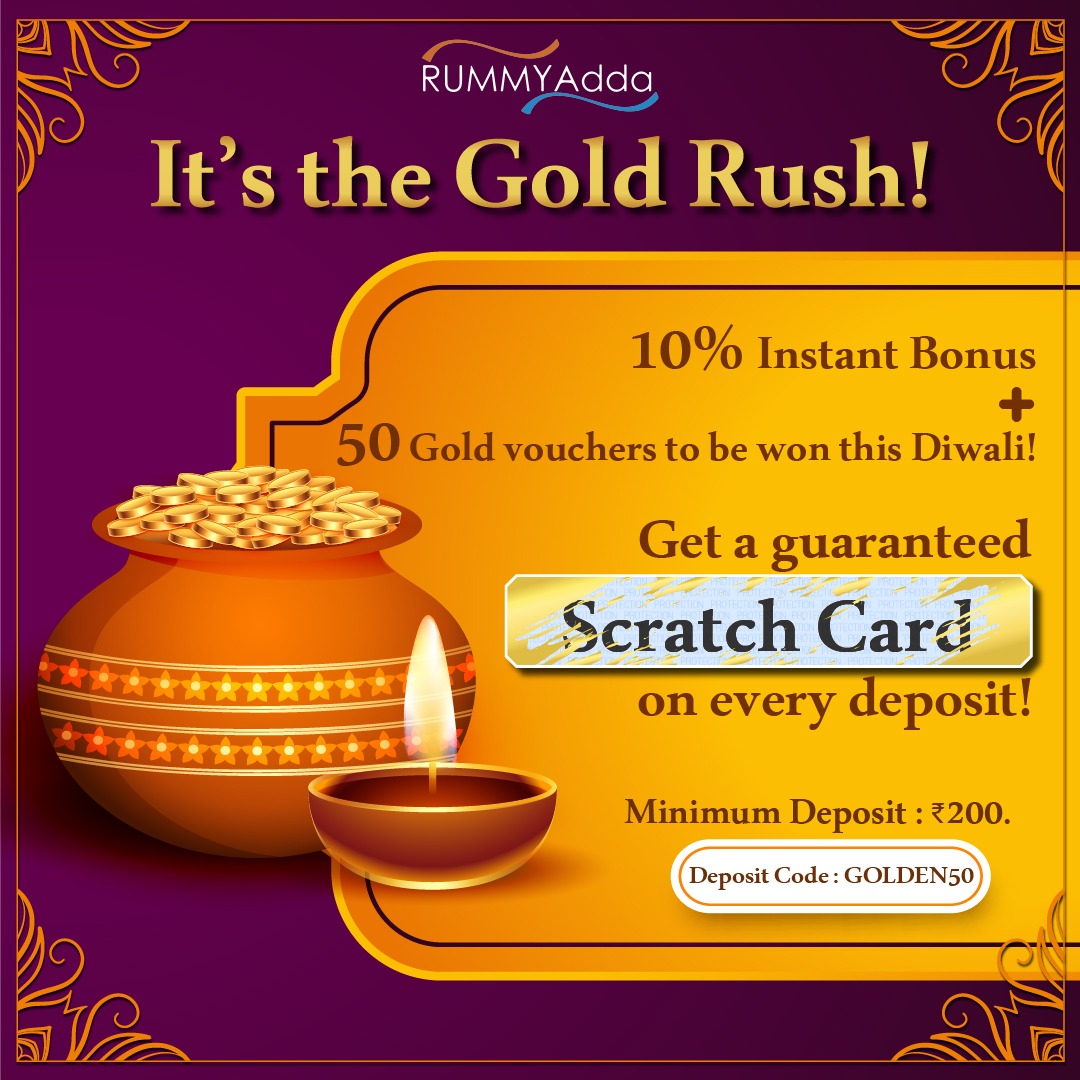 RUMMYAdda
It's the Gold Rush!
10% Instant Bonus
+
50 Gold vouchers to be won this Diwali!
Get a guaranteed
Scratch Card
on every deposit!
Minimum Deposit : ₹200.
Deposit Code : GOLDEN50